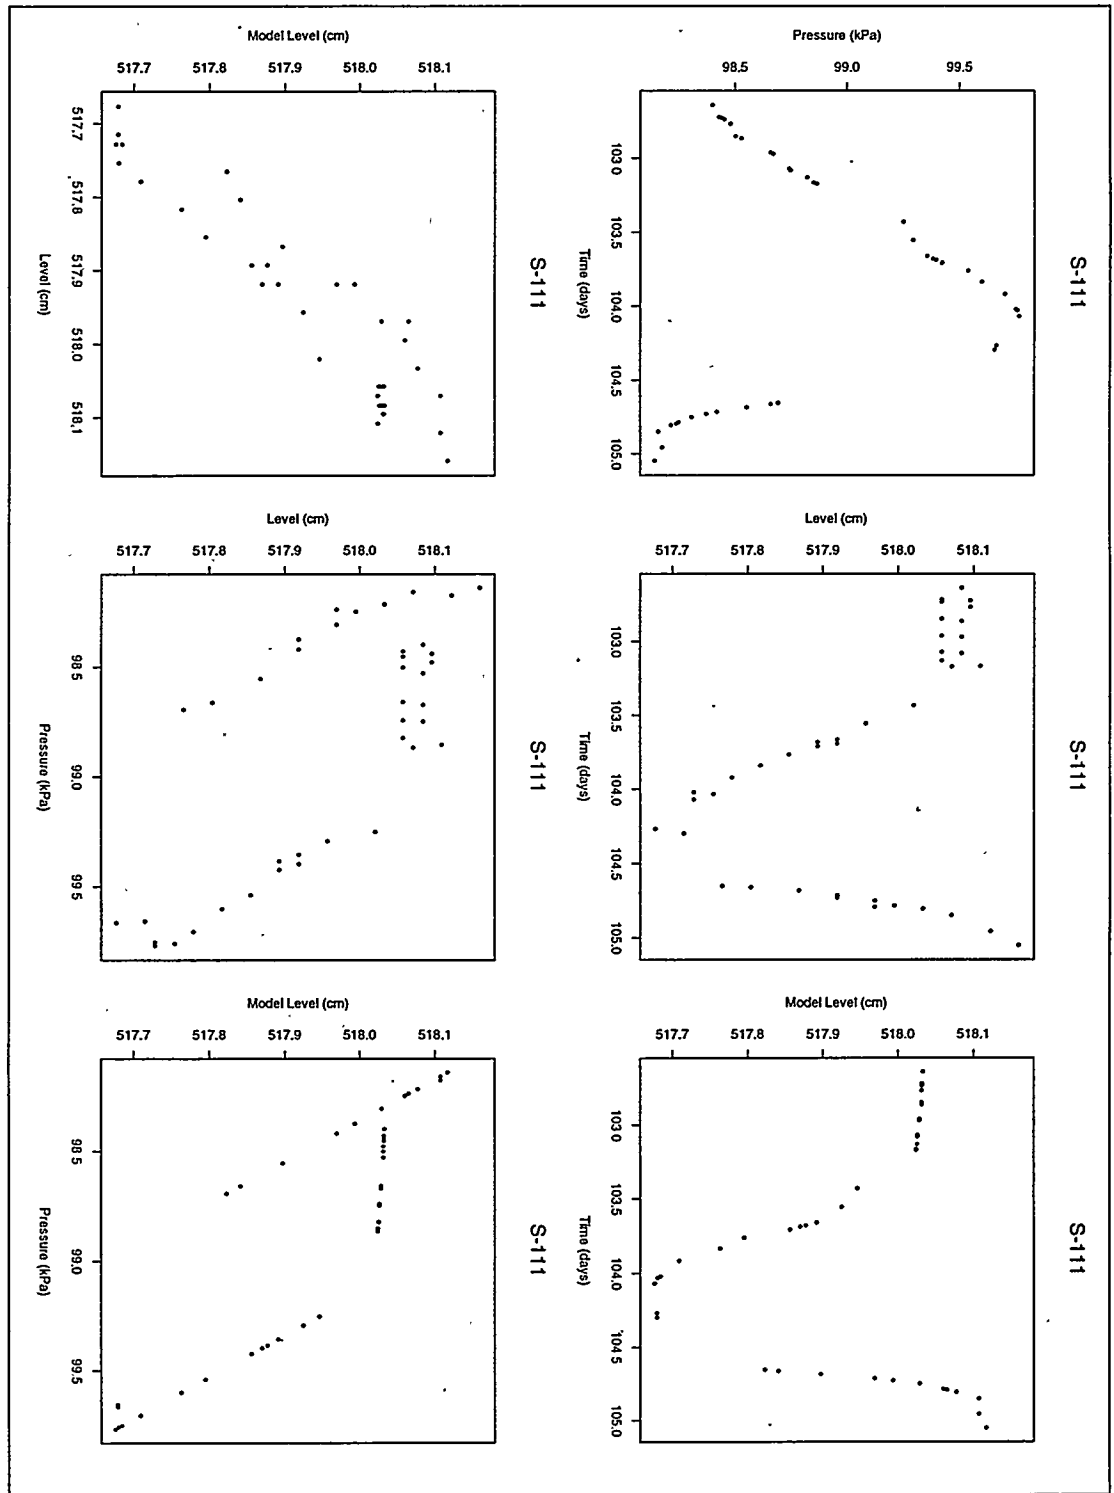 S-111
Pressure (kPa)
98.5 99.0 99.5
103.0 103.5 104.0 104.5 105.0
Time (days)
S-111
Level (cm)
517.7 517.8 517.9 518.0 518.1
103.0 103.5 104.0 104.5 105.0
Time (days)
S-111
Model Level (cm)
517.7 517.8 517.9 518.0 518.1
103.0 103.5 104.0 104.5 105.0
Time (days)
S-111
Model Level (cm)
517.7 517.8 517.9 518.0 518.1
517.7 517.8 517.9 518.0 518.1
Level (cm)
S-111
Level (cm)
517.7 517.8 517.9 518.0 518.1
98.5 99.0 99.5
Pressure (kPa)
S-111
Model Level (cm)
517.7 517.8 517.9 518.0 518.1
98.5 99.0 99.5
Pressure (kPa)